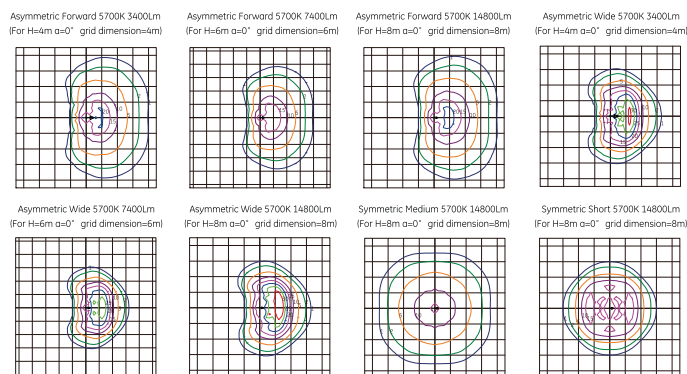 Asymmetric Forward 5700K 3400Lm
(For H=4m a=0° grid dimension=4m)
Asymmetric Forward 5700K 7400Lm
(For H=6m a=0° grid dimension=6m)
Asymmetric Forward 5700K 14800Lm
(For H=8m a=0° grid dimension=8m)
Asymmetric Wide 5700K 3400Lm
(For H=4m a=0° grid dimension=4m)
Asymmetric Wide 5700K 7400Lm
(For H=6m a=0° grid dimension=6m)
Asymmetric Wide 5700K 14800Lm
(For H=8m a=0° grid dimension=8m)
Symmetric Medium 5700K 14800Lm
(For H=8m a=0° grid dimension=8m)
Symmetric Short 5700K 14800Lm
(For H=8m a=0° grid dimension=8m)